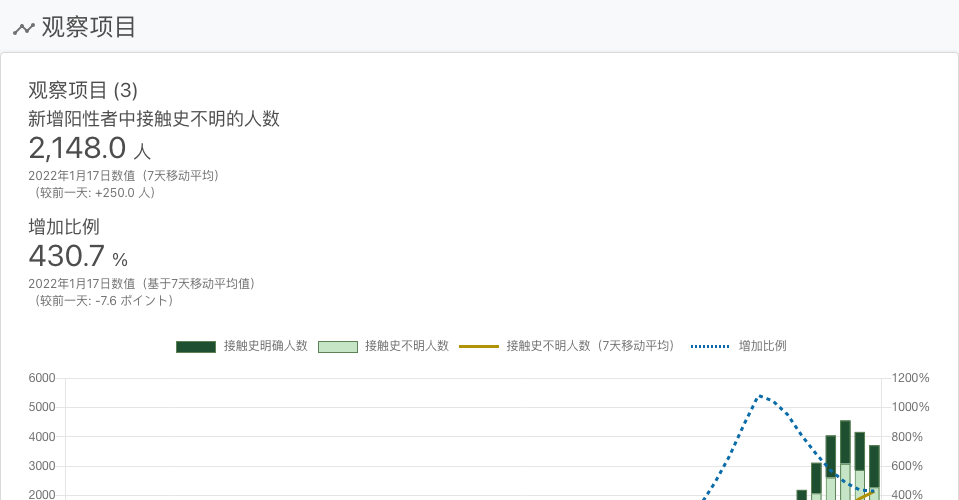 观察项目
观察项目 (3)
新增阳性者中接触史不明的人数
2,148.0 人
2022年1月17日数值（7天移动平均）
（较前一天: +250.0 人）
增加比例
430.7 %
2022年1月17日数值（基于7天移动平均值）
（较前一天: -7.6 ポイント）
接触史明确人数 接触史不明人数 接触史不明人数（7天移动平均） 增加比例
6000 1200%
5000 1000%
4000 800%
3000 600%
2000 400%